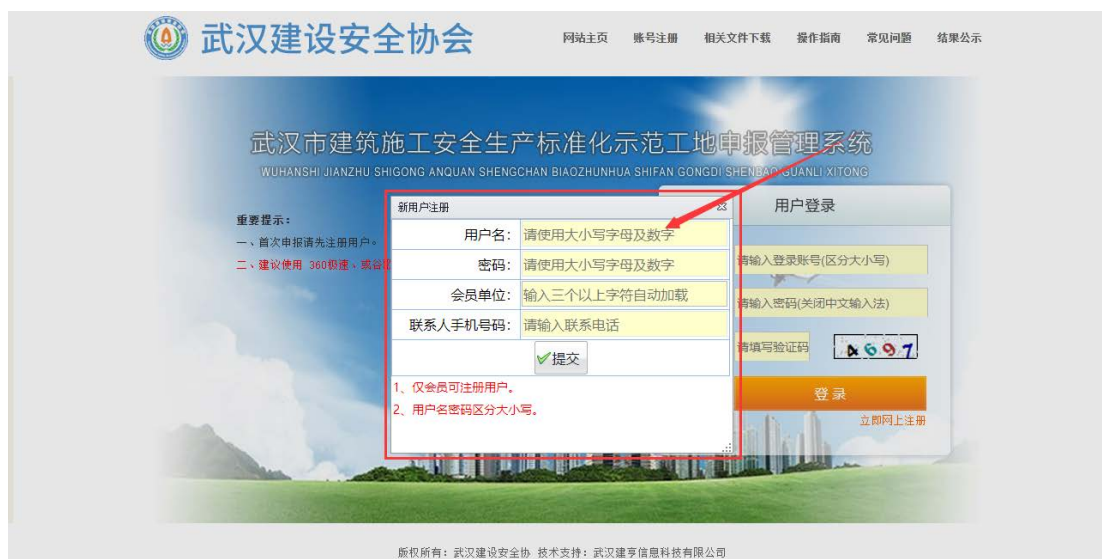 武汉建设安全协会
网站主页 账号注册 相关文件下载 操作指南 常见问题 结果公示
武汉市建筑施工安全生产标准化示范工地申报管理系统
WUHANSHI JIANZHU SHIGONG ANQUAN SHENGCHAN BIAOZHUNHUA SHIFAN GONGDI SHENBAO GUANLI XITONG
重要提示：
一、首次申报请先注册用户。
二、建议使用 360极速、或谷
新用户注册
用户名： 请使用大小写字母及数字
密码： 请使用大小写字母及数字
会员单位： 输入三个以上字符自动加载
联系人手机号码： 请输入联系电话
提交
1、仅会员可注册用户。
2、用户名密码区分大小写。
用户登录
请输入登录账号(区分大小写)
请输入密码(关闭中文输入法)
请填写验证码 4697
登录
立即网上注册
版权所有：武汉建设安全协 技术支持：武汉建亨信息科技有限公司